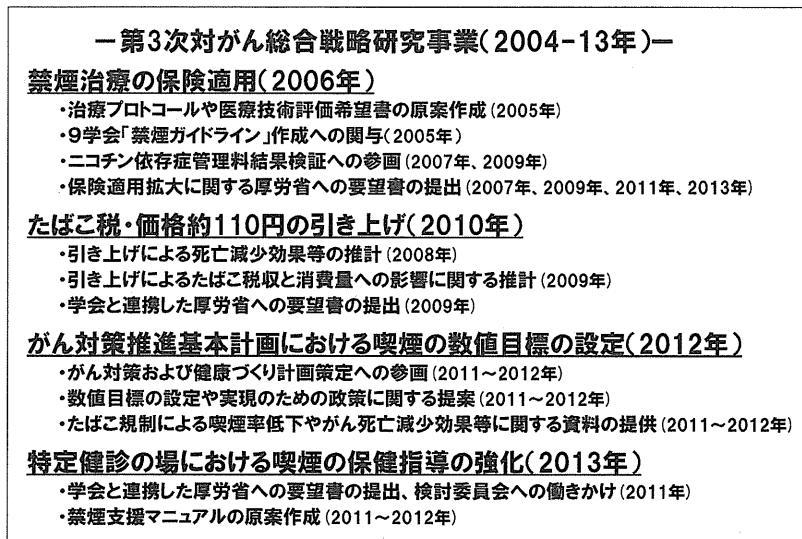 －第3次対がん総合戦略研究事業(2004-13年)－
禁煙治療の保険適用(2006年)
・治療プロトコールや医療技術評価希望書の原案作成(2005年)
・9学会「禁煙ガイドライン」作成への関与(2005年)
・ニコチン依存症管理料結果検証への参画(2007年、2009年)
・保険適用拡大に関する厚労省への要望書の提出(2007年、2009年、2011年、2013年)
たばこ税・価格約110円の引き上げ(2010年)
・引き上げによる死亡減少効果等の推計(2008年)
・引き上げによるたばこ税収と消費量への影響に関する推計(2009年)
・学会と連携した厚労省への要望書の提出(2009年)
がん対策推進基本計画における喫煙の数値目標の設定(2012年)
・がん対策および健康づくり計画策定への参画(2011～2012年)
・数値目標の設定や実現のための政策に関する提案(2011～2012年)
・たばこ規制による喫煙率低下やがん死亡減少効果等に関する資料の提供(2011～2012年)
特定健診の場における喫煙の保健指導の強化(2013年)
・学会と連携した厚労省への要望書の提出、検討委員会への働きかけ(2011年)
・禁煙支援マニュアルの原案作成(2011～2012年)